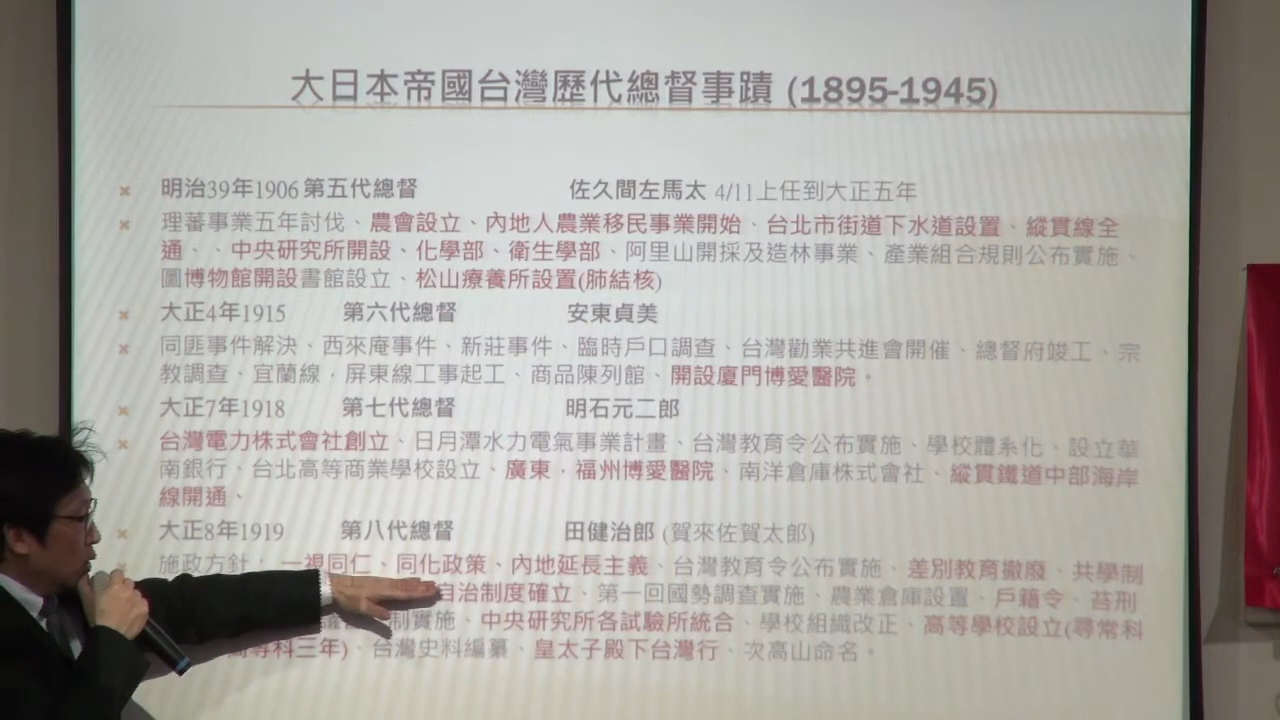 大日本帝國台灣歷代總督事蹟 (1895-1945)
明治39年1906 第五代總督 佐久間左馬太 4/11上任到大正五年
理蕃事業五年討伐、農會設立、內地人農業移民事業開始、台北市街道下水道設置、縱貫線全
通、、中央研究所開設、化學部、衛生學部、阿里山開採及造林事業、產業組合規則公布實施、
圖博物館開設書館設立、松山療養所設置(肺結核)
大正4年1915 第六代總督 安東貞美
同匪事件解決、西來庵事件、新莊事件、臨時戶口調查、台灣勸業共進會開催、總督府竣工、宗
教調查、宜蘭線，屏東線工事起工、商品陳列館、開設廈門博愛醫院。
大正7年1918 第七代總督 明石元二郎
台灣電力株式會社創立、日月潭水力電氣事業計畫、台灣教育令公布實施、學校體系化、設立華
南銀行、台北高等商業學校設立、廣東，福州博愛醫院、南洋倉庫株式會社、縱貫鐵道中部海岸
線開通、
大正8年1919 第八代總督 田健治郎 (賀來佐賀太郎)
施政方針：一視同仁、同化政策、內地延長主義、台灣教育令公布實施、差別教育撤廢、共學制
自治制度確立、第一回國勢調查實施、農業倉庫設置、戶籍令、笞刑
制實施、中央研究所各試驗所統合、學校組織改正、高等學校設立(尋常科
高等科三年)、台灣史料編纂、皇太子殿下台灣行、次高山命名。